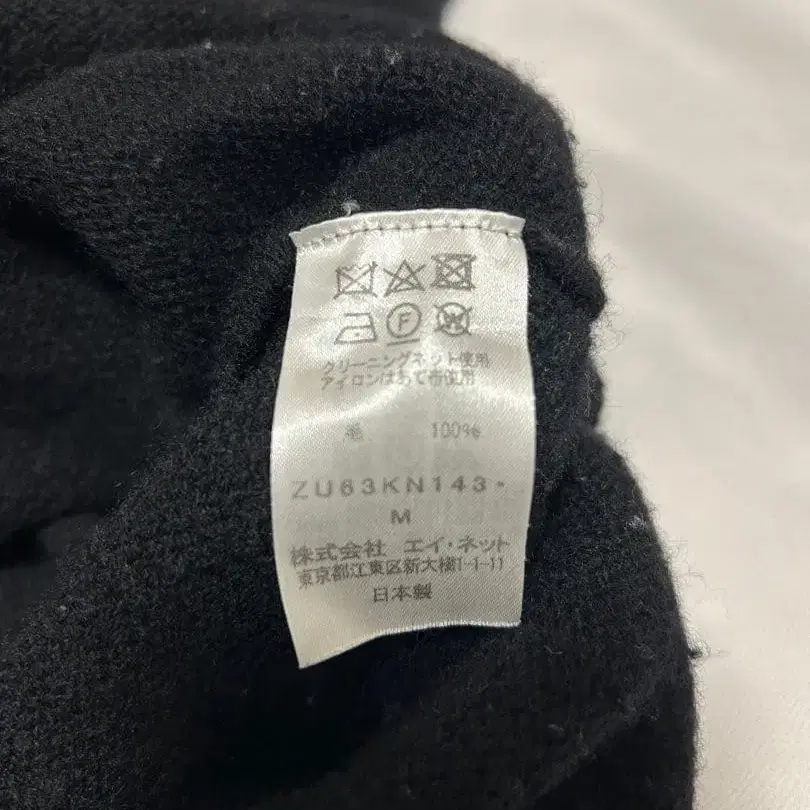 F
W
クリーニングネット使用
アイロンはあて布使用
毛 100%
ZU63KN143-
M
株式会社 エイ・ネット
東京都江東区新大橋1-1-11
日本製